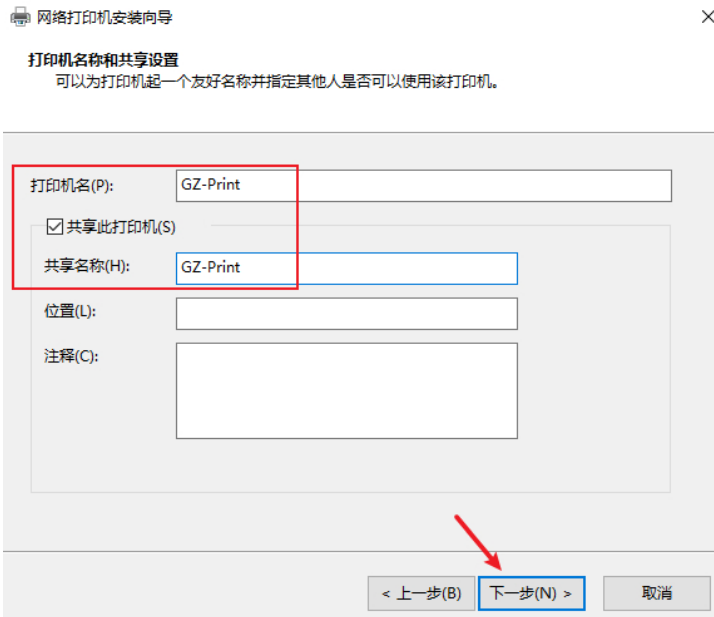 网络打印机安装向导
打印机名称和共享设置
可以为打印机起一个友好名称并指定其他人是否可以使用该打印机。
打印机名(P): GZ-Print
共享此打印机(S)
共享名称(H): GZ-Print
位置(L):
注释(C):
< 上一步(B) 下一步(N) > 取消